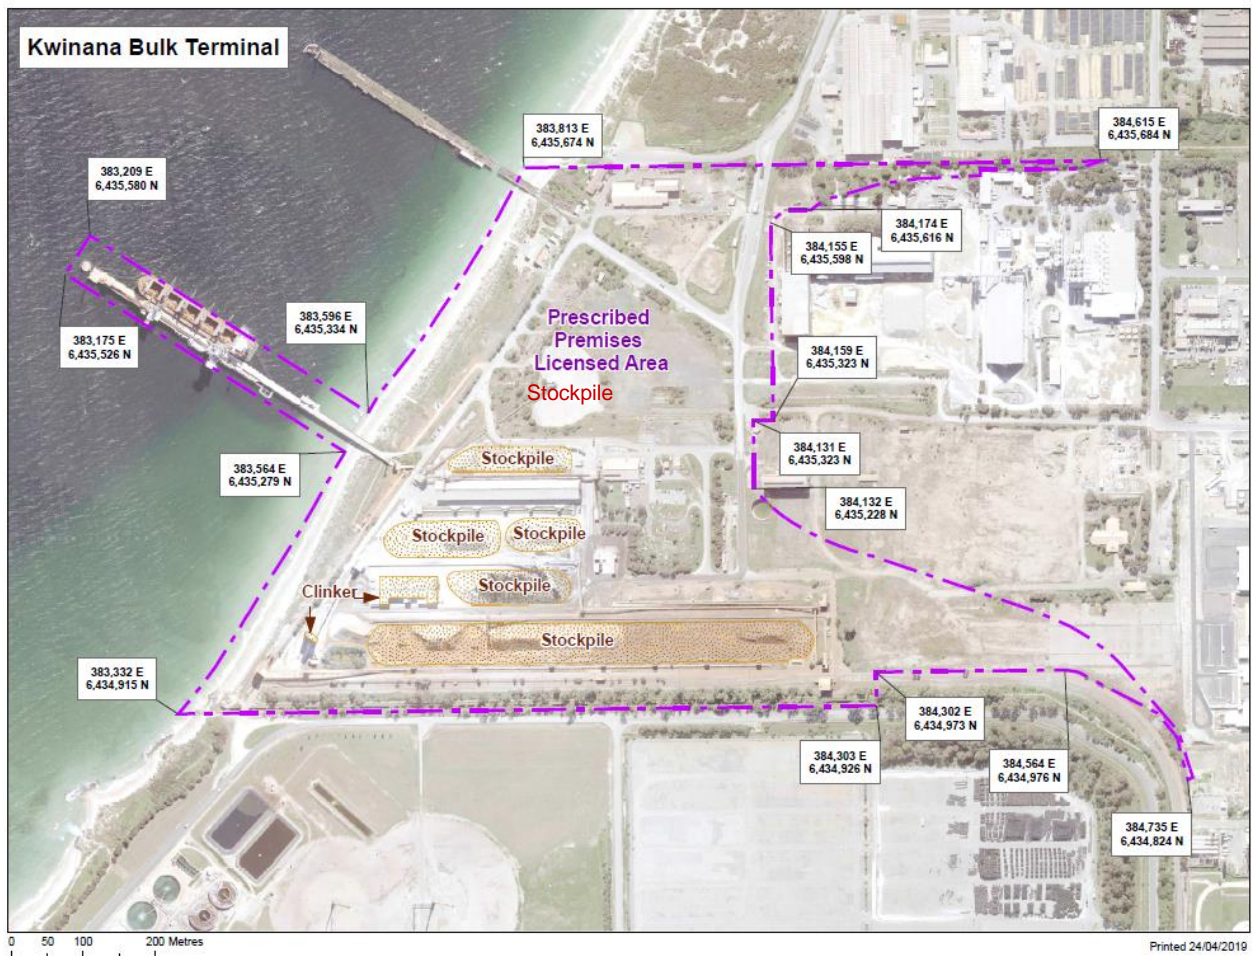 Kwinana Bulk Terminal
383,813 E
6,435,674 N
384,615 E
6,435,684 N
383,209 E
6,435,580 N
384,174 E
6,435,616 N
384,155 E
6,435,598 N
383,596 E
6,435,334 N
383,175 E
6,435,526 N
Prescribed
Premises
Licensed Area
Stockpile
384,159 E
6,435,323 N
384,131 E
6,435,323 N
Stockpile
383,564 E
6,435,279 N
384,132 E
6,435,228 N
Stockpile
Stockpile
Stockpile
Clinker
Stockpile
383,332 E
6,434,915 N
384,302 E
6,434,973 N
384,303 E
6,434,926 N
384,564 E
6,434,976 N
384,735 E
6,434,824 N
0 50 100 200 Metres
Printed 24/04/2019